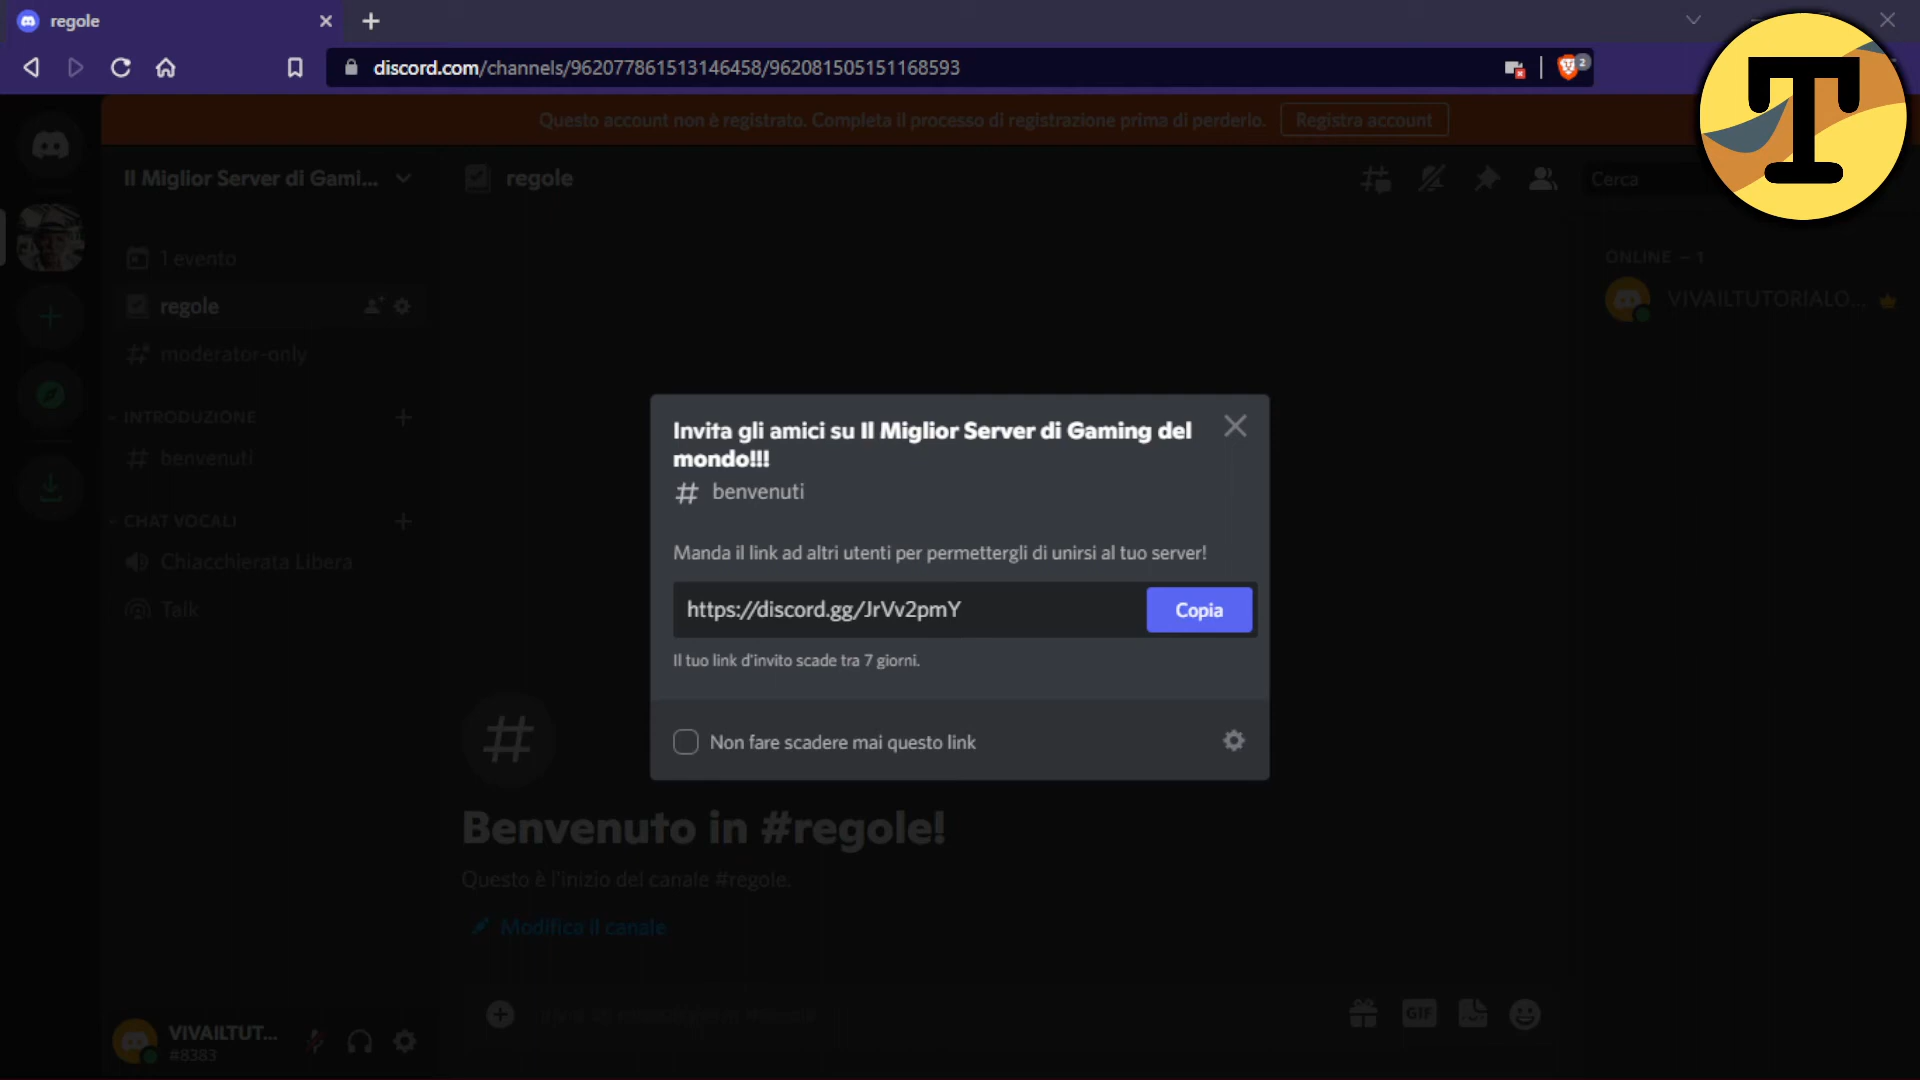 regole
discord.com/channels/962077861513146458/962081505151168593
2
T
Questo account non è registrato. Completa il processo di registrazione prima di perderlo.
Registra account
Il Miglior Server di Gami...
regole
Cerca
1 evento
regole
moderator-only
INTRODUZIONE
benvenuti
CHAT VOCALI
Chiacchierata Libera
Talk
ONLINE – 1
VIVAILTUTORIALO...
Invita gli amici su Il Miglior Server di Gaming del
mondo!!!
# benvenuti
Manda il link ad altri utenti per permettergli di unirsi al tuo server!
https://discord.gg/JrVv2pmY
Copia
Il tuo link d'invito scade tra 7 giorni.
Non fare scadere mai questo link
Benvenuto in #regole!
Questo è l'inizio del canale #regole.
Modifica il canale
GIF
VIVAILTUT...
#8383